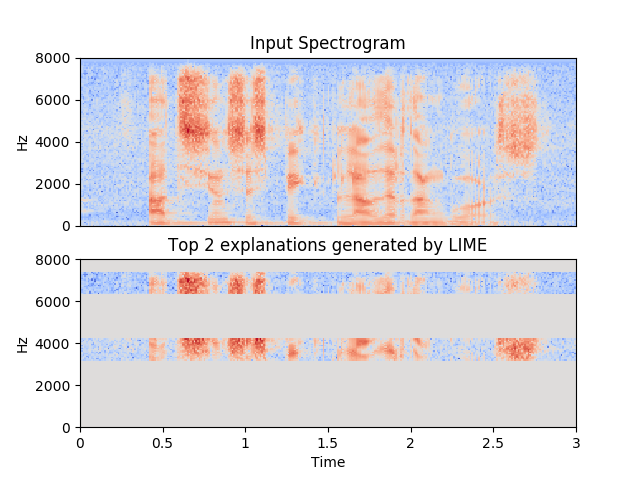 Input Spectrogram
8000
6000
4000
2000
0
Hz
Top 2 explanations generated by LIME
8000
6000
4000
2000
0
Hz
0 0.5 1 1.5 2 2.5 3
Time